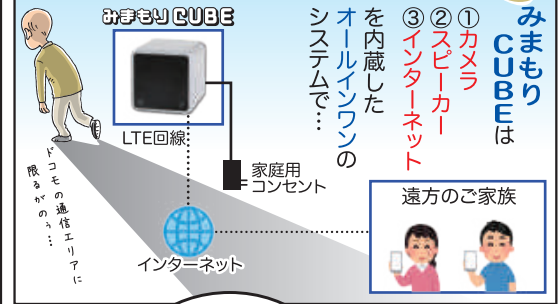 みまもり
CUBEは
①カメラ
②スピーカー
③インターネット
を内蔵した
オールインワンの
システムで…
みまもりCUBE
LTE回線
家庭用
コンセント
ドコモの通信エリアに
限るがのぅ…
インターネット
遠方のご家族